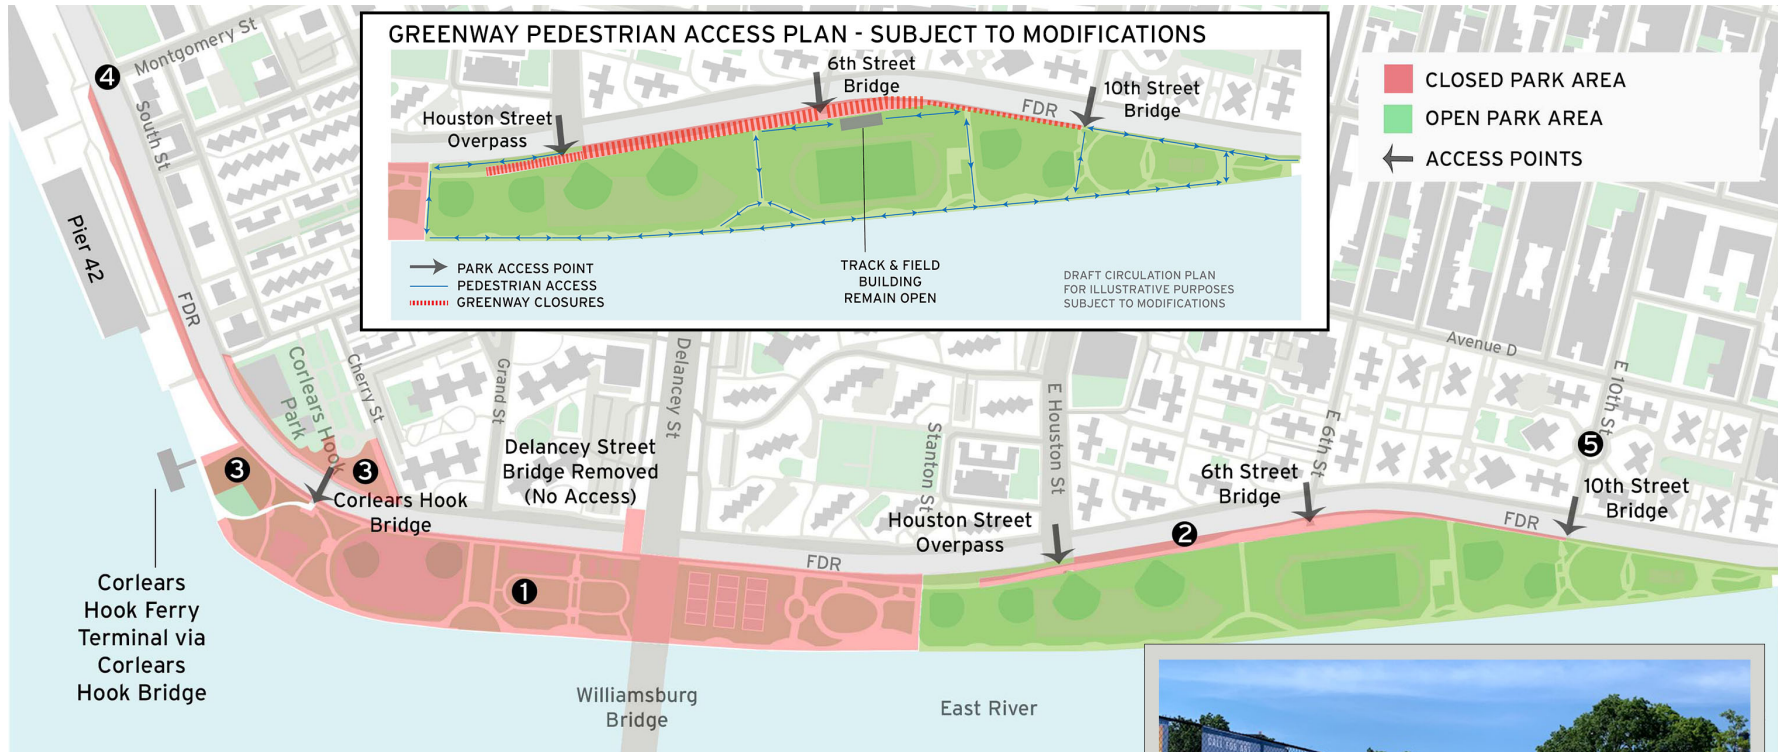 GREENWAY PEDESTRIAN ACCESS PLAN - SUBJECT TO MODIFICATIONS
6th Street
Bridge
FDR
10th Street
Bridge
Houston Street
Overpass
PARK ACCESS POINT
PEDESTRIAN ACCESS
GREENWAY CLOSURES
TRACK & FIELD
BUILDING
REMAIN OPEN
DRAFT CIRCULATION PLAN
FOR ILLUSTRATIVE PURPOSES
SUBJECT TO MODIFICATIONS
CLOSED PARK AREA
OPEN PARK AREA
ACCESS POINTS
4
Montgomery St
South St
Pier 42
FDR
Corlears Hook
Park
Cherry St
Grand St
Delancey St
Delancey Street
Bridge Removed
(No Access)
3
3
Corlears Hook
Bridge
Corlears
Hook Ferry
Terminal via
Corlears
Hook Bridge
1
FDR
Williamsburg
Bridge
East River
Stanton St
E Houston St
Houston Street
Overpass
2
6th Street
Bridge
E 6th St
Avenue D
E 10th St
5
10th Street
Bridge
FDR